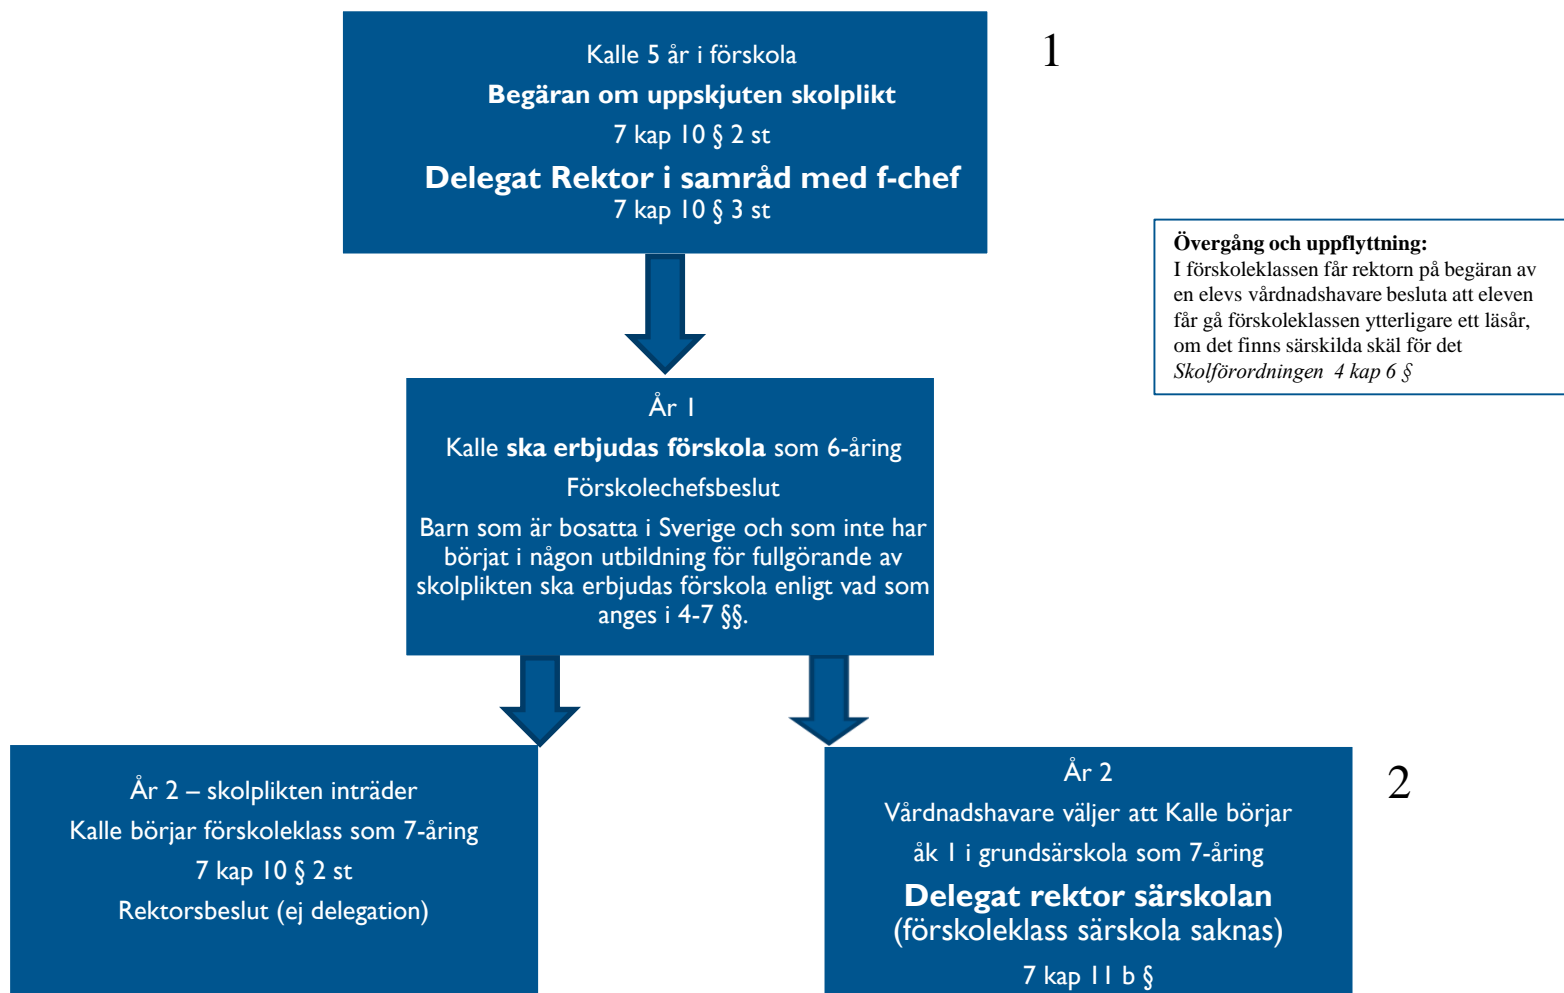 Kalle 5 år i förskola
Begäran om uppskjuten skolplikt
7 kap 10 § 2 st
Delegat Rektor i samråd med f-chef
7 kap 10 § 3 st
1
Övergång och uppflyttning:
I förskoleklassen får rektorn på begäran av
en elevs vårdnadshavare besluta att eleven
får gå förskoleklassen ytterligare ett läsår,
om det finns särskilda skäl för det
Skolförordningen 4 kap 6 §
År 1
Kalle ska erbjudas förskola som 6-åring
Förskolechefsbeslut
Barn som är bosatta i Sverige och som inte har
börjat i någon utbildning för fullgörande av
skolplikten ska erbjudas förskola enligt vad som
anges i 4-7 §§.
År 2 – skolplikten inträder
Kalle börjar förskoleklass som 7-åring
7 kap 10 § 2 st
Rektorsbeslut (ej delegation)
År 2
Vårdnadshavare väljer att Kalle börjar
åk 1 i grundsärskola som 7-åring
Delegat rektor särskolan
(förskoleklass särskola saknas)
7 kap 11 b §
2